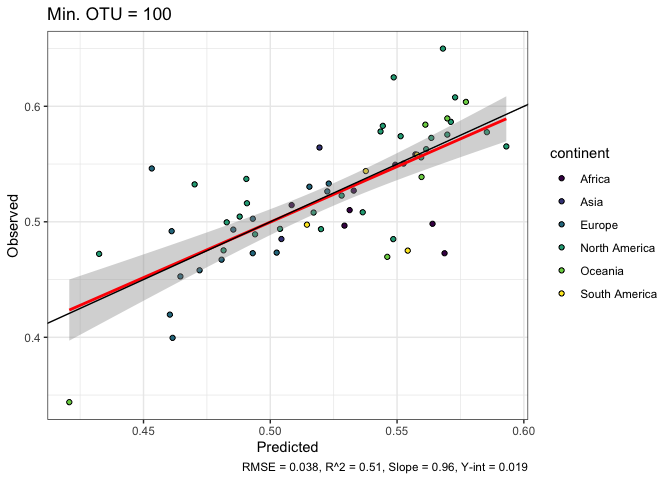 Min. OTU = 100
Observed
0.6
0.5
0.4
0.45
0.50
0.55
0.60
Predicted
continent
Africa
Asia
Europe
North America
Oceania
South America
RMSE = 0.038, R^2 = 0.51, Slope = 0.96, Y-int = 0.019